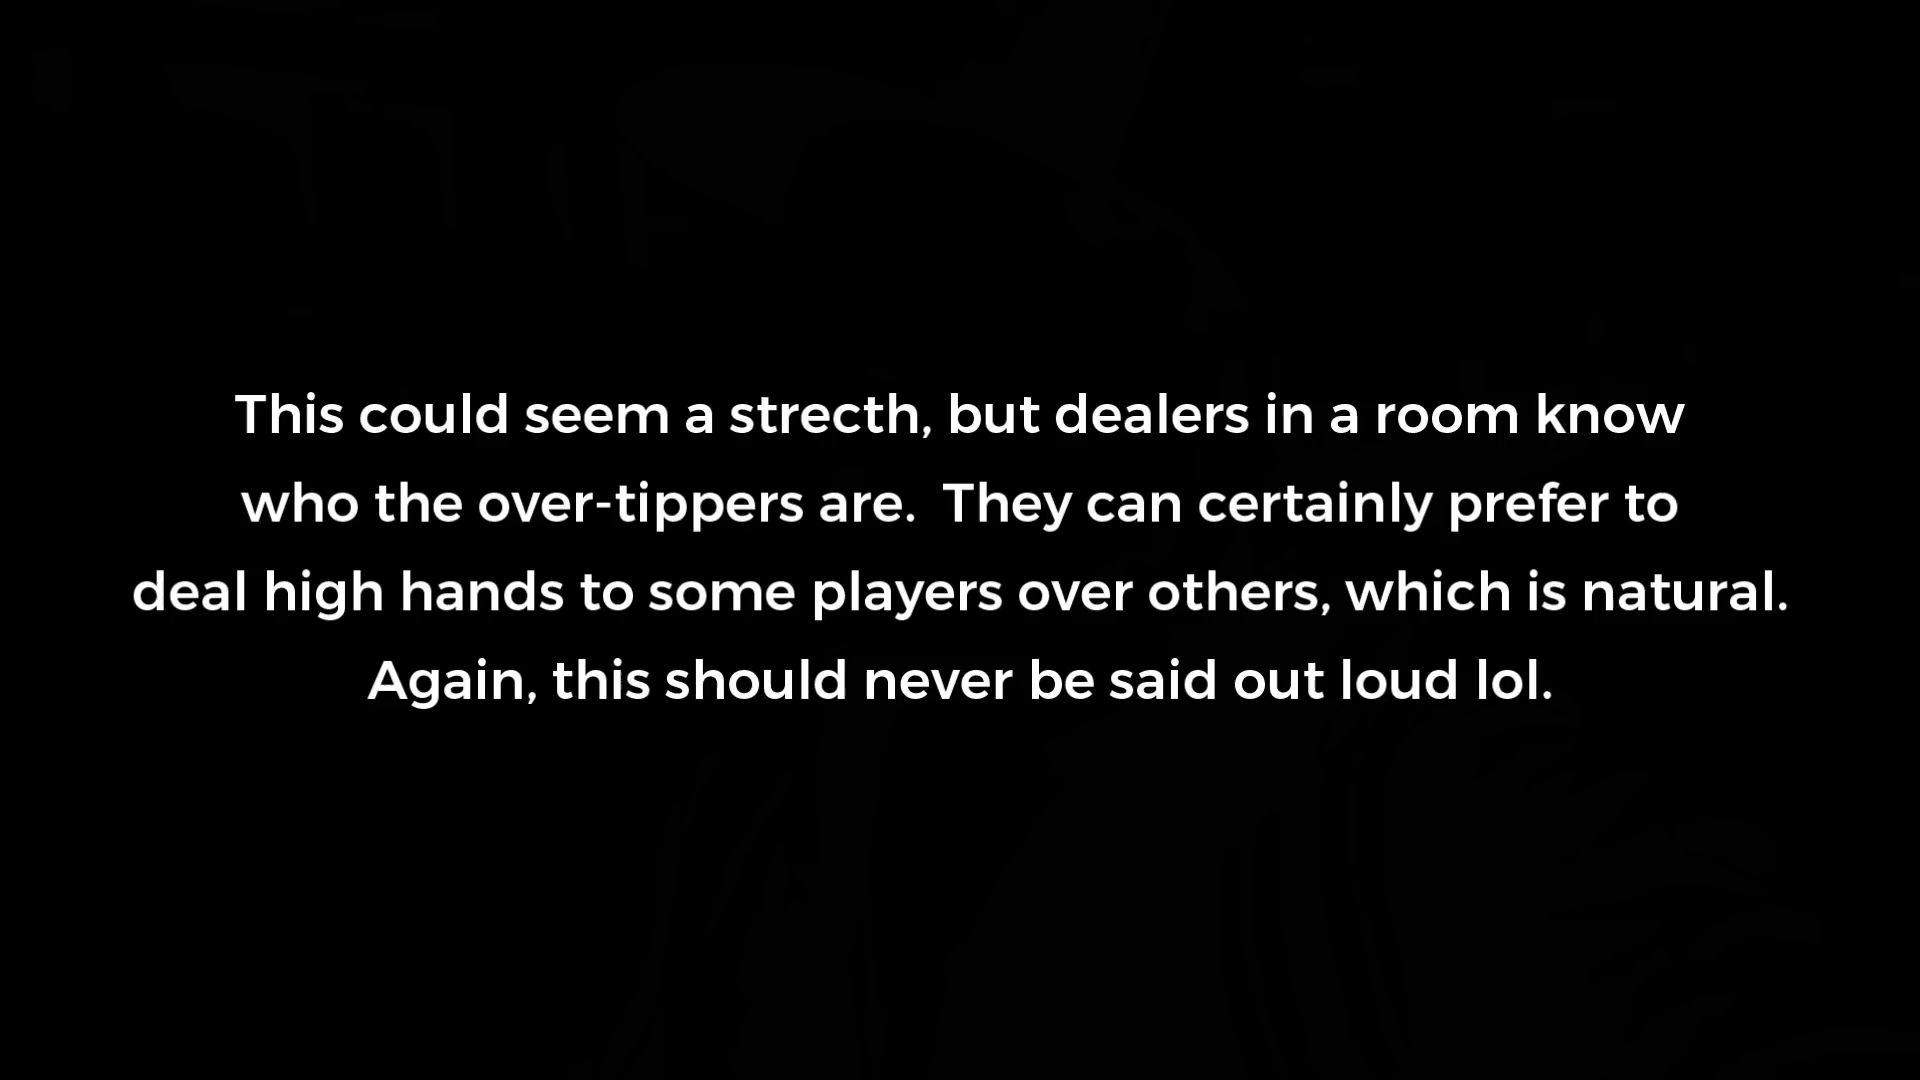 This could seem a strecth, but dealers in a room know
who the over-tippers are.  They can certainly prefer to
deal high hands to some players over others, which is natural.
Again, this should never be said out loud lol.